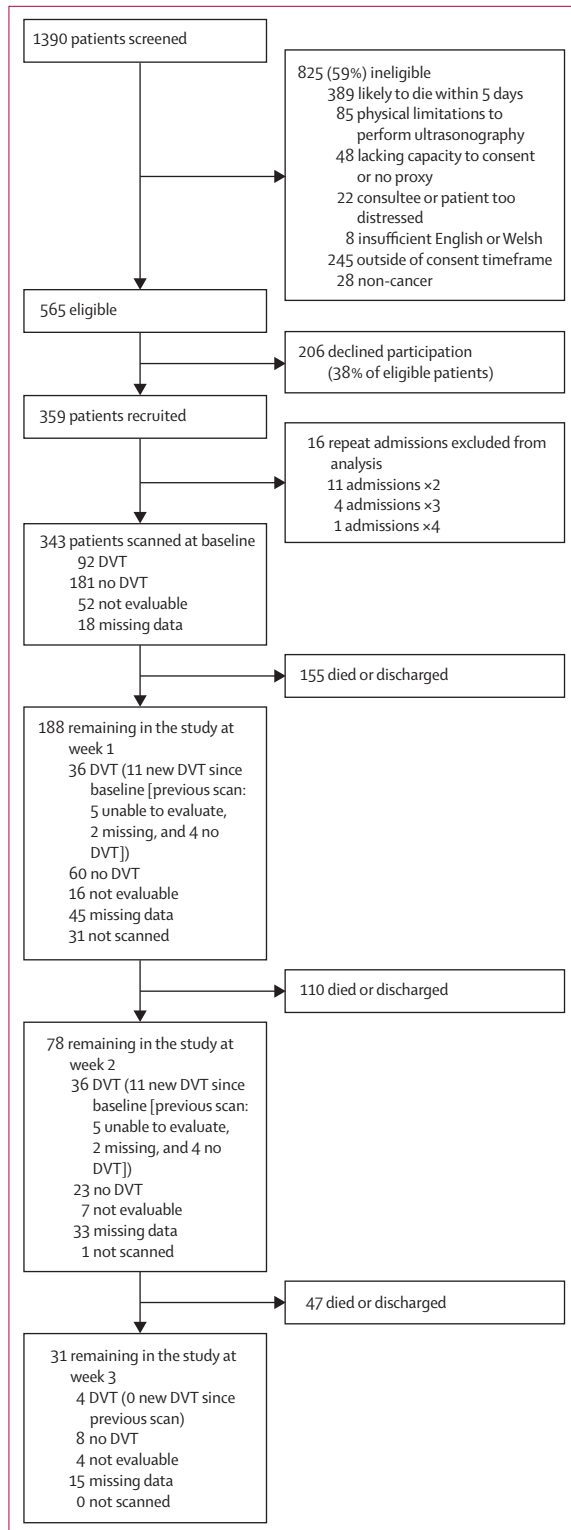 1390 patients screened
825 (59%) ineligible
389 likely to die within 5 days
85 physical limitations to
perform ultrasonography
48 lacking capacity to consent
or no proxy
22 consultee or patient too
distressed
8 insufficient English or Welsh
245 outside of consent timeframe
28 non-cancer
565 eligible
206 declined participation
(38% of eligible patients)
359 patients recruited
16 repeat admissions excluded from
analysis
11 admissions ×2
4 admissions ×3
1 admissions ×4
343 patients scanned at baseline
92 DVT
181 no DVT
52 not evaluable
18 missing data
155 died or discharged
188 remaining in the study at
week 1
36 DVT (11 new DVT since
baseline [previous scan:
5 unable to evaluate,
2 missing, and 4 no
DVT])
60 no DVT
16 not evaluable
45 missing data
31 not scanned
110 died or discharged
78 remaining in the study at
week 2
36 DVT (11 new DVT since
baseline [previous scan:
5 unable to evaluate,
2 missing, and 4 no
DVT])
23 no DVT
7 not evaluable
33 missing data
1 not scanned
47 died or discharged
31 remaining in the study at
week 3
4 DVT (0 new DVT since
previous scan)
8 no DVT
4 not evaluable
15 missing data
0 not scanned